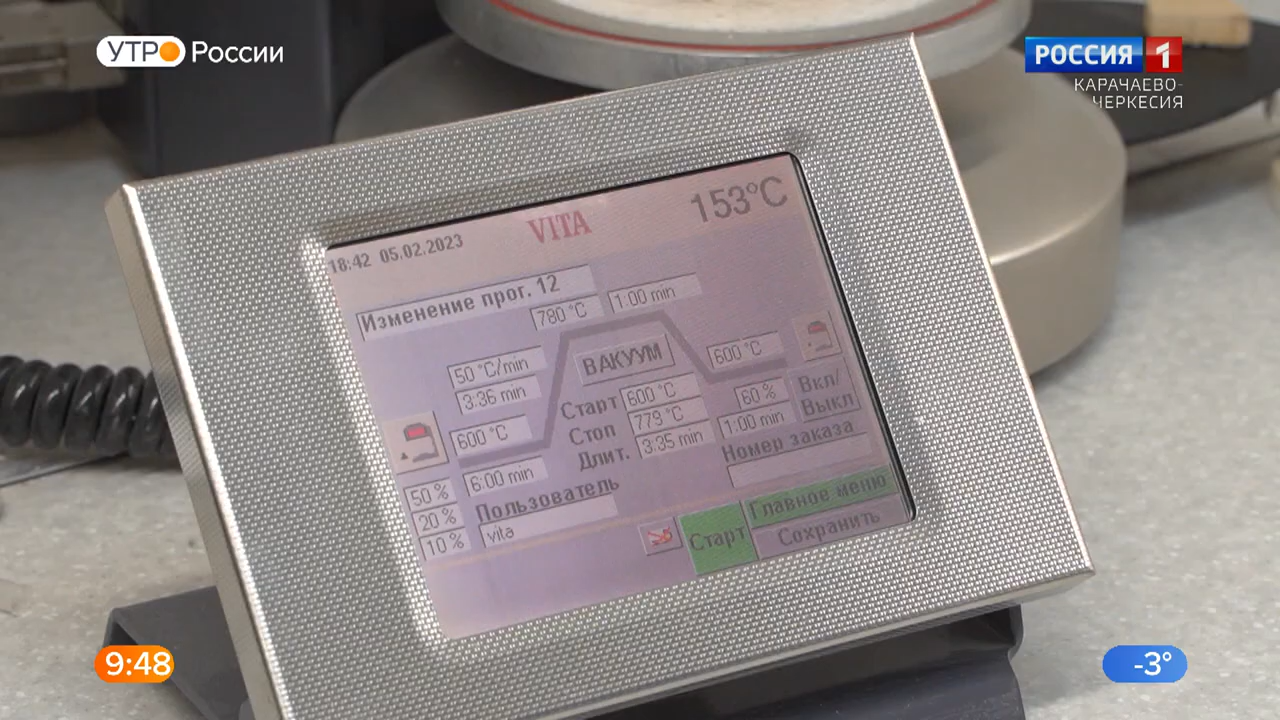 УТРО России
РОССИЯ 1
КАРАЧАЕВО-
ЧЕРКЕСИЯ
18:42 05.02.2023
VITA
153°C
Изменение прог. 12
780 °C
1:00 min
50 °C/min
3:36 min
ВАКУУМ
600 °C
600 °C
Старт 600 °C
Стоп 779 °C
Длит. 3:35 min
60 %
1:00 min
Вкл/
Выкл
6:00 min
Номер заказа
50 %
20 %
10 %
Пользователь
vita
Старт
Главное меню
Сохранить
9:48
-3°